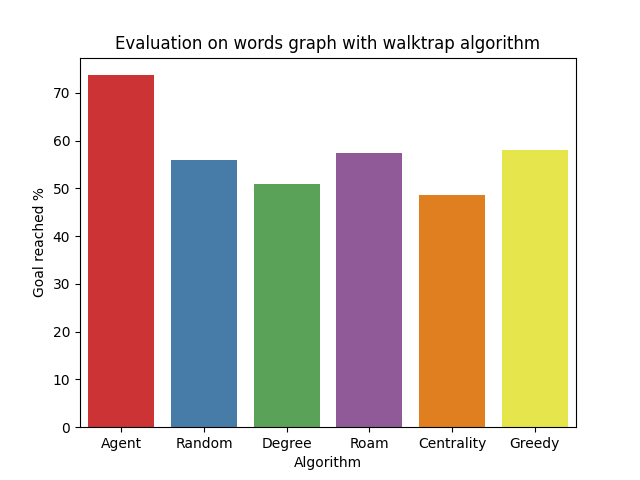 Evaluation on words graph with walktrap algorithm
Goal reached %
70
60
50
40
30
20
10
0
Agent Random Degree Roam Centrality Greedy
Algorithm